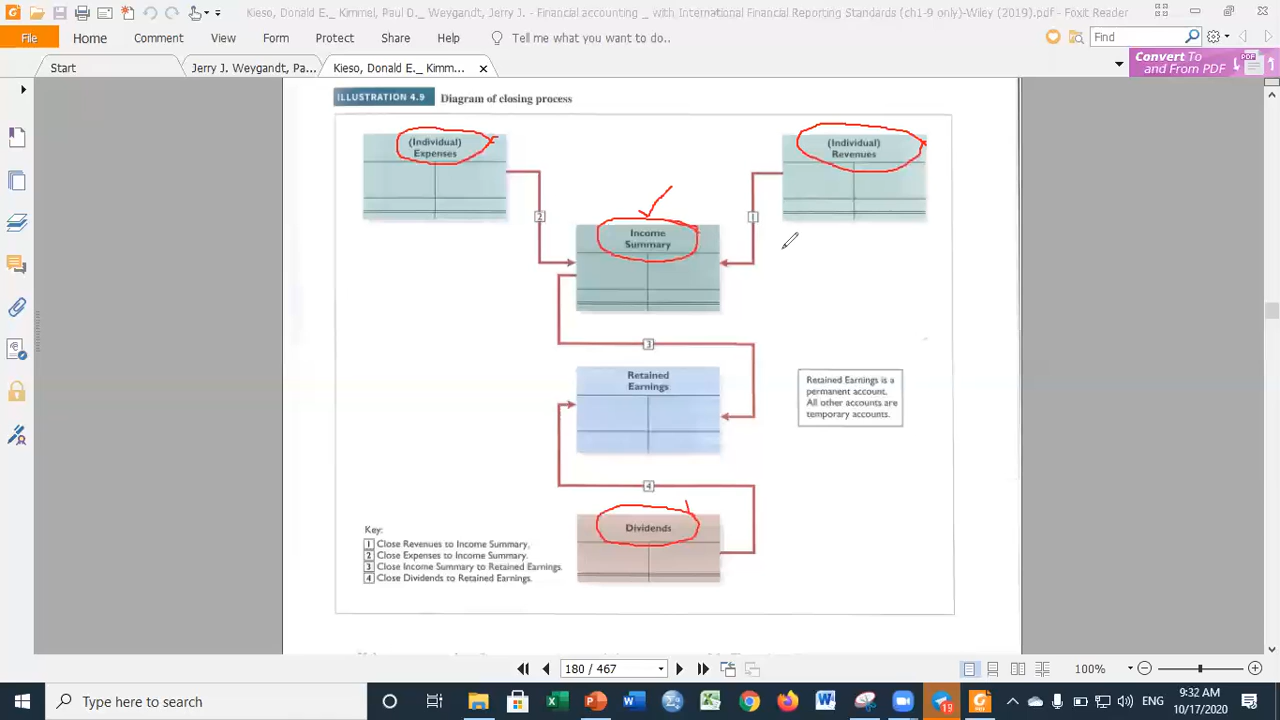 Kieso, Donald E._ Kimmel, Paul D._ Weygandt, Jerry J. - Financial accounting _ with International Financial Reporting Standards (ch1-9 only)-Wiley (2019).pdf - Foxit Reader
File Home Comment View Form Protect Share Help Tell me what you want to do.. Find
Start Jerry J. Weygandt, Pa... Kieso, Donald E._ Kimm...
Convert To
and From PDF
ILLUSTRATION 4.9 Diagram of closing process
(Individual)
Expenses
(Individual)
Revenues
2
1
Income
Summary
3
Retained
Earnings
Retained Earnings is a
permanent account.
All other accounts are
temporary accounts.
4
Dividends
Key:
1 Close Revenues to Income Summary.
2 Close Expenses to Income Summary.
3 Close Income Summary to Retained Earnings.
4 Close Dividends to Retained Earnings.
180 / 467
100%
Type here to search
19
ENG
9:32 AM
10/17/2020